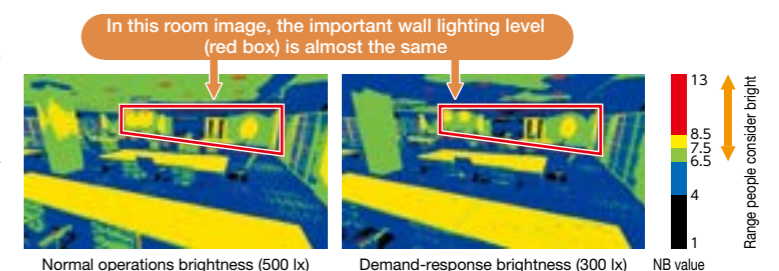 In this room image, the important wall lighting level
(red box) is almost the same
13
8.5
7.5
6.5
4
1
Range people consider bright
Normal operations brightness (500 lx)
Demand-response brightness (300 lx)
NB value